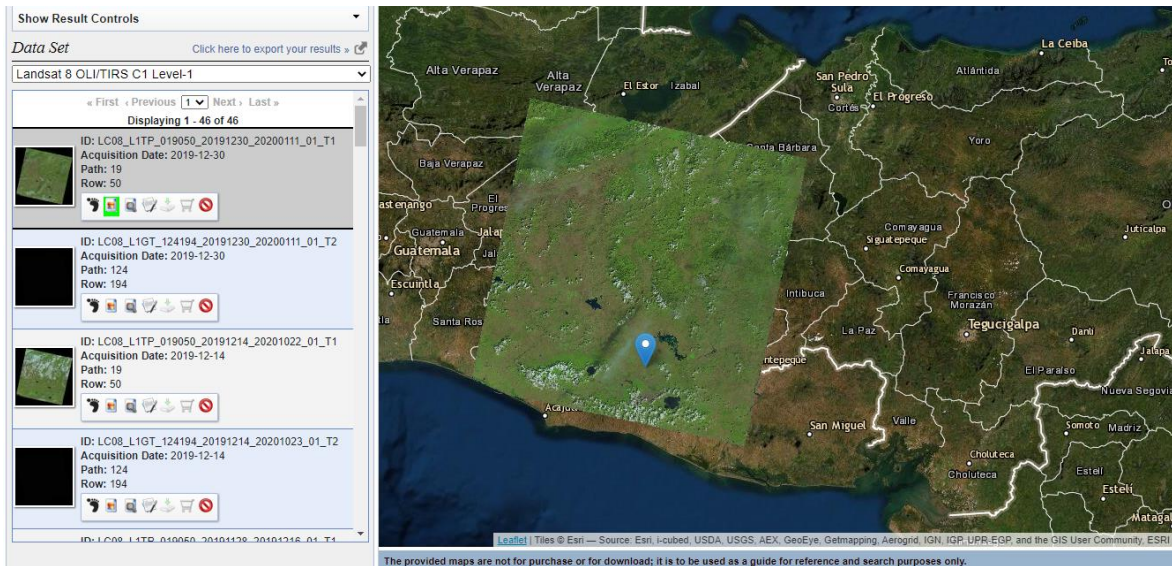 Show Result Controls
Data Set
Click here to export your results »
Landsat 8 OLI/TIRS C1 Level-1
« First ‹ Previous 1 Next › Last »
Displaying 1 - 46 of 46
ID: LC08_L1TP_019050_20191230_20200111_01_T1
Acquisition Date: 2019-12-30
Path: 19
Row: 50
ID: LC08_L1GT_124194_20191230_20200111_01_T2
Acquisition Date: 2019-12-30
Path: 124
Row: 194
ID: LC08_L1TP_019050_20191214_20201022_01_T1
Acquisition Date: 2019-12-14
Path: 19
Row: 50
ID: LC08_L1GT_124194_20191214_20201023_01_T2
Acquisition Date: 2019-12-14
Path: 124
Row: 194
ID: LC08_L1TP_019050_20191128_20191216_01_T1
La Ceiba
Alta Verapaz
Alta
Verapaz
El Estor
Izabal
San Pedro
Sula
Cortés
El Progreso
Atlántida
Yoro
Santa Bárbara
Baja Verapaz
El
Progres
Guatemala
Jalap
Guatemala
Jal
Escuintla
Santa Ros
Comayagua
Siguatepeque
Comayagua
Juticalpa
Intibuca
Francisco
Morazán
La Paz
Tegucigalpa
Danlí
Jalapa
El Paraíso
Nueva Segovi
ntepeque
Acajut
San Miguel
Valle
Somoto
Madriz
Choluteca
Choluteca
Estelí
Estelí
Matagal
Leaflet | Tiles © Esri — Source: Esri, i-cubed, USDA, USGS, AEX, GeoEye, Getmapping, Aerogrid, IGN, IGP, UPR-EGP, and the GIS User Community, ESRI
The provided maps are not for purchase or for download; it is to be used as a guide for reference and search purposes only.